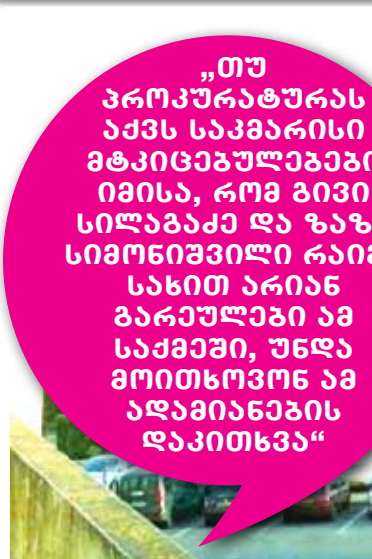 „თუ
პროკურატურას
აქვს საკმარისი
მტკიცებულებები
იმისა, რომ გივი
სილაგაძე და ზაზა
სიმონიშვილი რაიმე
სახით არიან
გარეულები ამ
საქმეში, უნდა
მოითხოვონ ამ
ადამიანების
დაკითხვა“